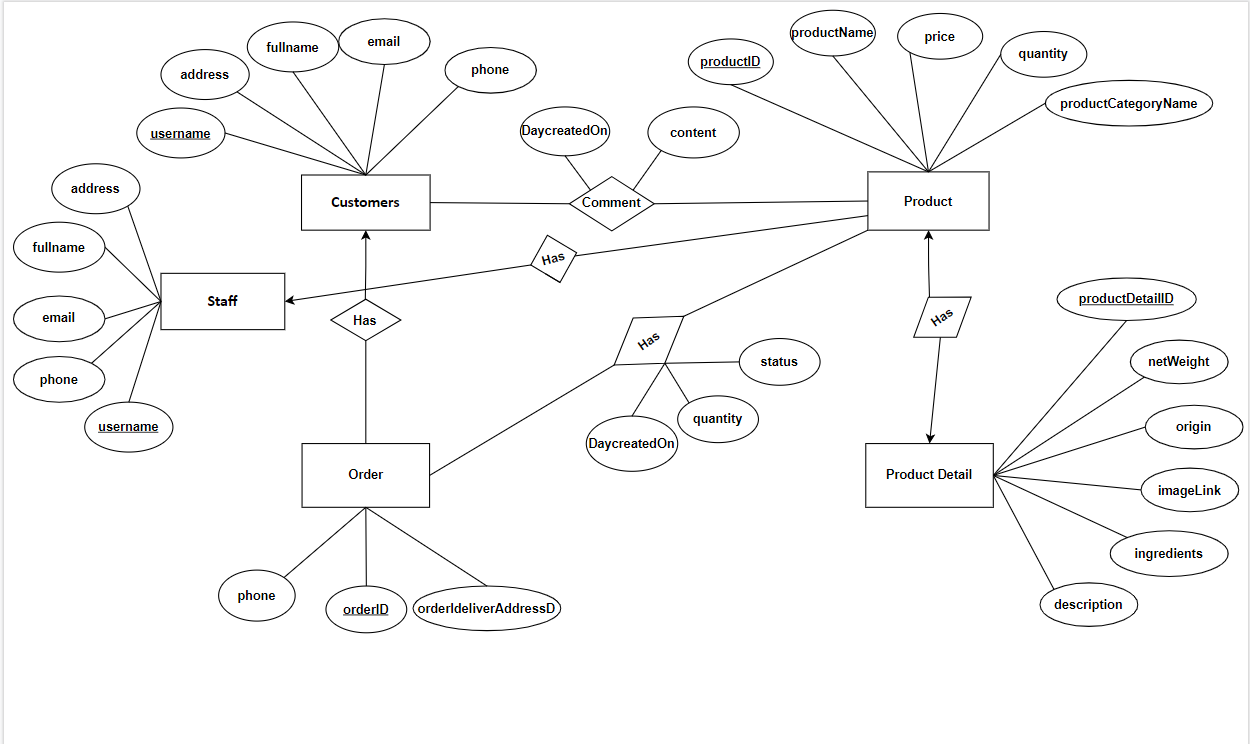 productName
price
fullname
email
quantity
productID
phone
address
productCategoryName
DaycreatedOn
content
username
address
Customers
Comment
Product
fullname
Has
Staff
productDetailID
email
Has
Has
Has
netWeight
status
phone
quantity
username
DaycreatedOn
origin
Order
Product Detail
imageLink
ingredients
phone
orderID
orderIdeliverAddressD
description